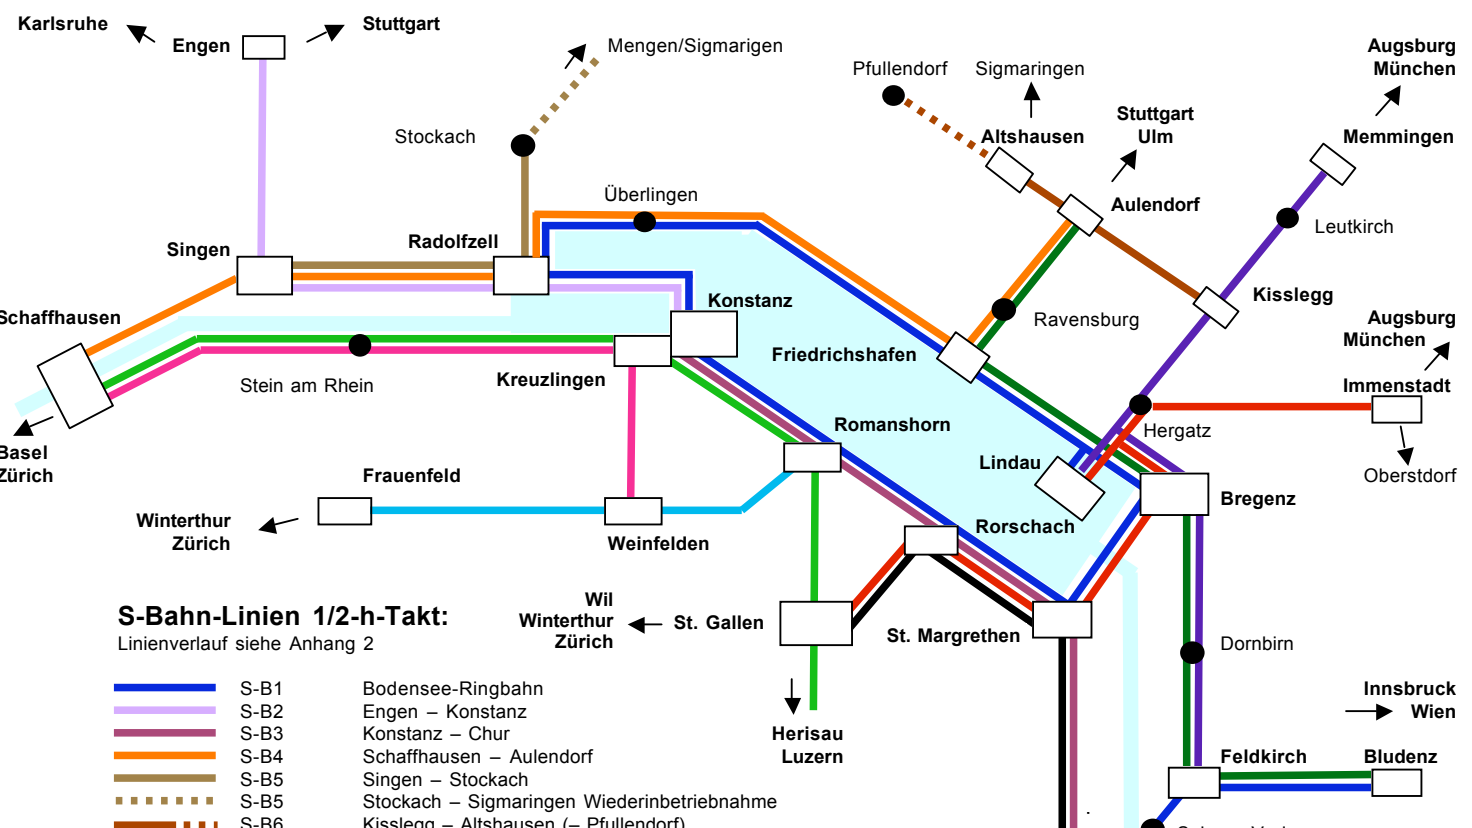 Karlsruhe
Engen
Stuttgart
Mengen/Sigmarigen
Pfullendorf
Sigmaringen
Augsburg
München
Stockach
Altshausen
Stuttgart
Ulm
Memmingen
Überlingen
Aulendorf
Leutkirch
Singen
Radolfzell
Konstanz
Kisslegg
Schaffhausen
Ravensburg
Augsburg
München
Friedrichshafen
Stein am Rhein
Kreuzlingen
Immenstadt
Romanshorn
Hergatz
Basel
Zürich
Lindau
Oberstdorf
Frauenfeld
Bregenz
Winterthur
Zürich
Weinfelden
Rorschach
S-Bahn-Linien 1/2-h-Takt:
Linienverlauf siehe Anhang 2
Wil
Winterthur
Zürich
St. Gallen
St. Margrethen
Dornbirn
S-B1 Bodensee-Ringbahn
S-B2 Engen – Konstanz
S-B3 Konstanz – Chur
S-B4 Schaffhausen – Aulendorf
S-B5 Singen – Stockach
S-B5 Stockach – Sigmaringen Wiederinbetriebnahme
S-B6 Kisslegg – Altshausen (– Pfullendorf)
Herisau
Luzern
Innsbruck
Wien
Feldkirch
Bludenz